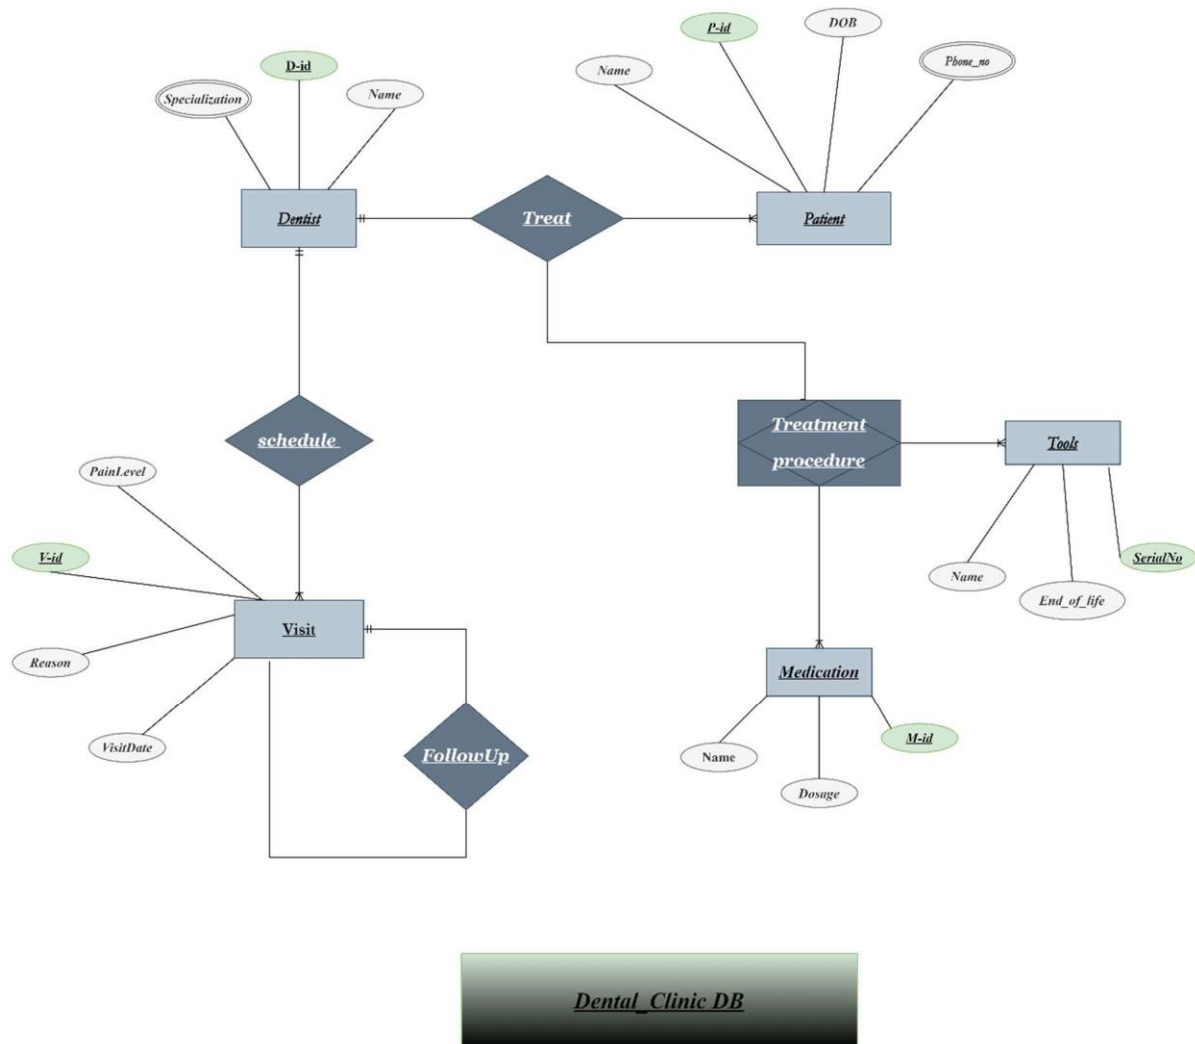 P-id
DOB
D-id
Name
Phone_no
Specialization
Name
Dentist
Treat
Patient
schedule
Treatment
procedure
Tools
PainLevel
V-id
Name
SerialNo
End_of_life
Visit
Reason
Medication
VisitDate
FollowUp
Name
M-id
Dosage
Dental_Clinic DB